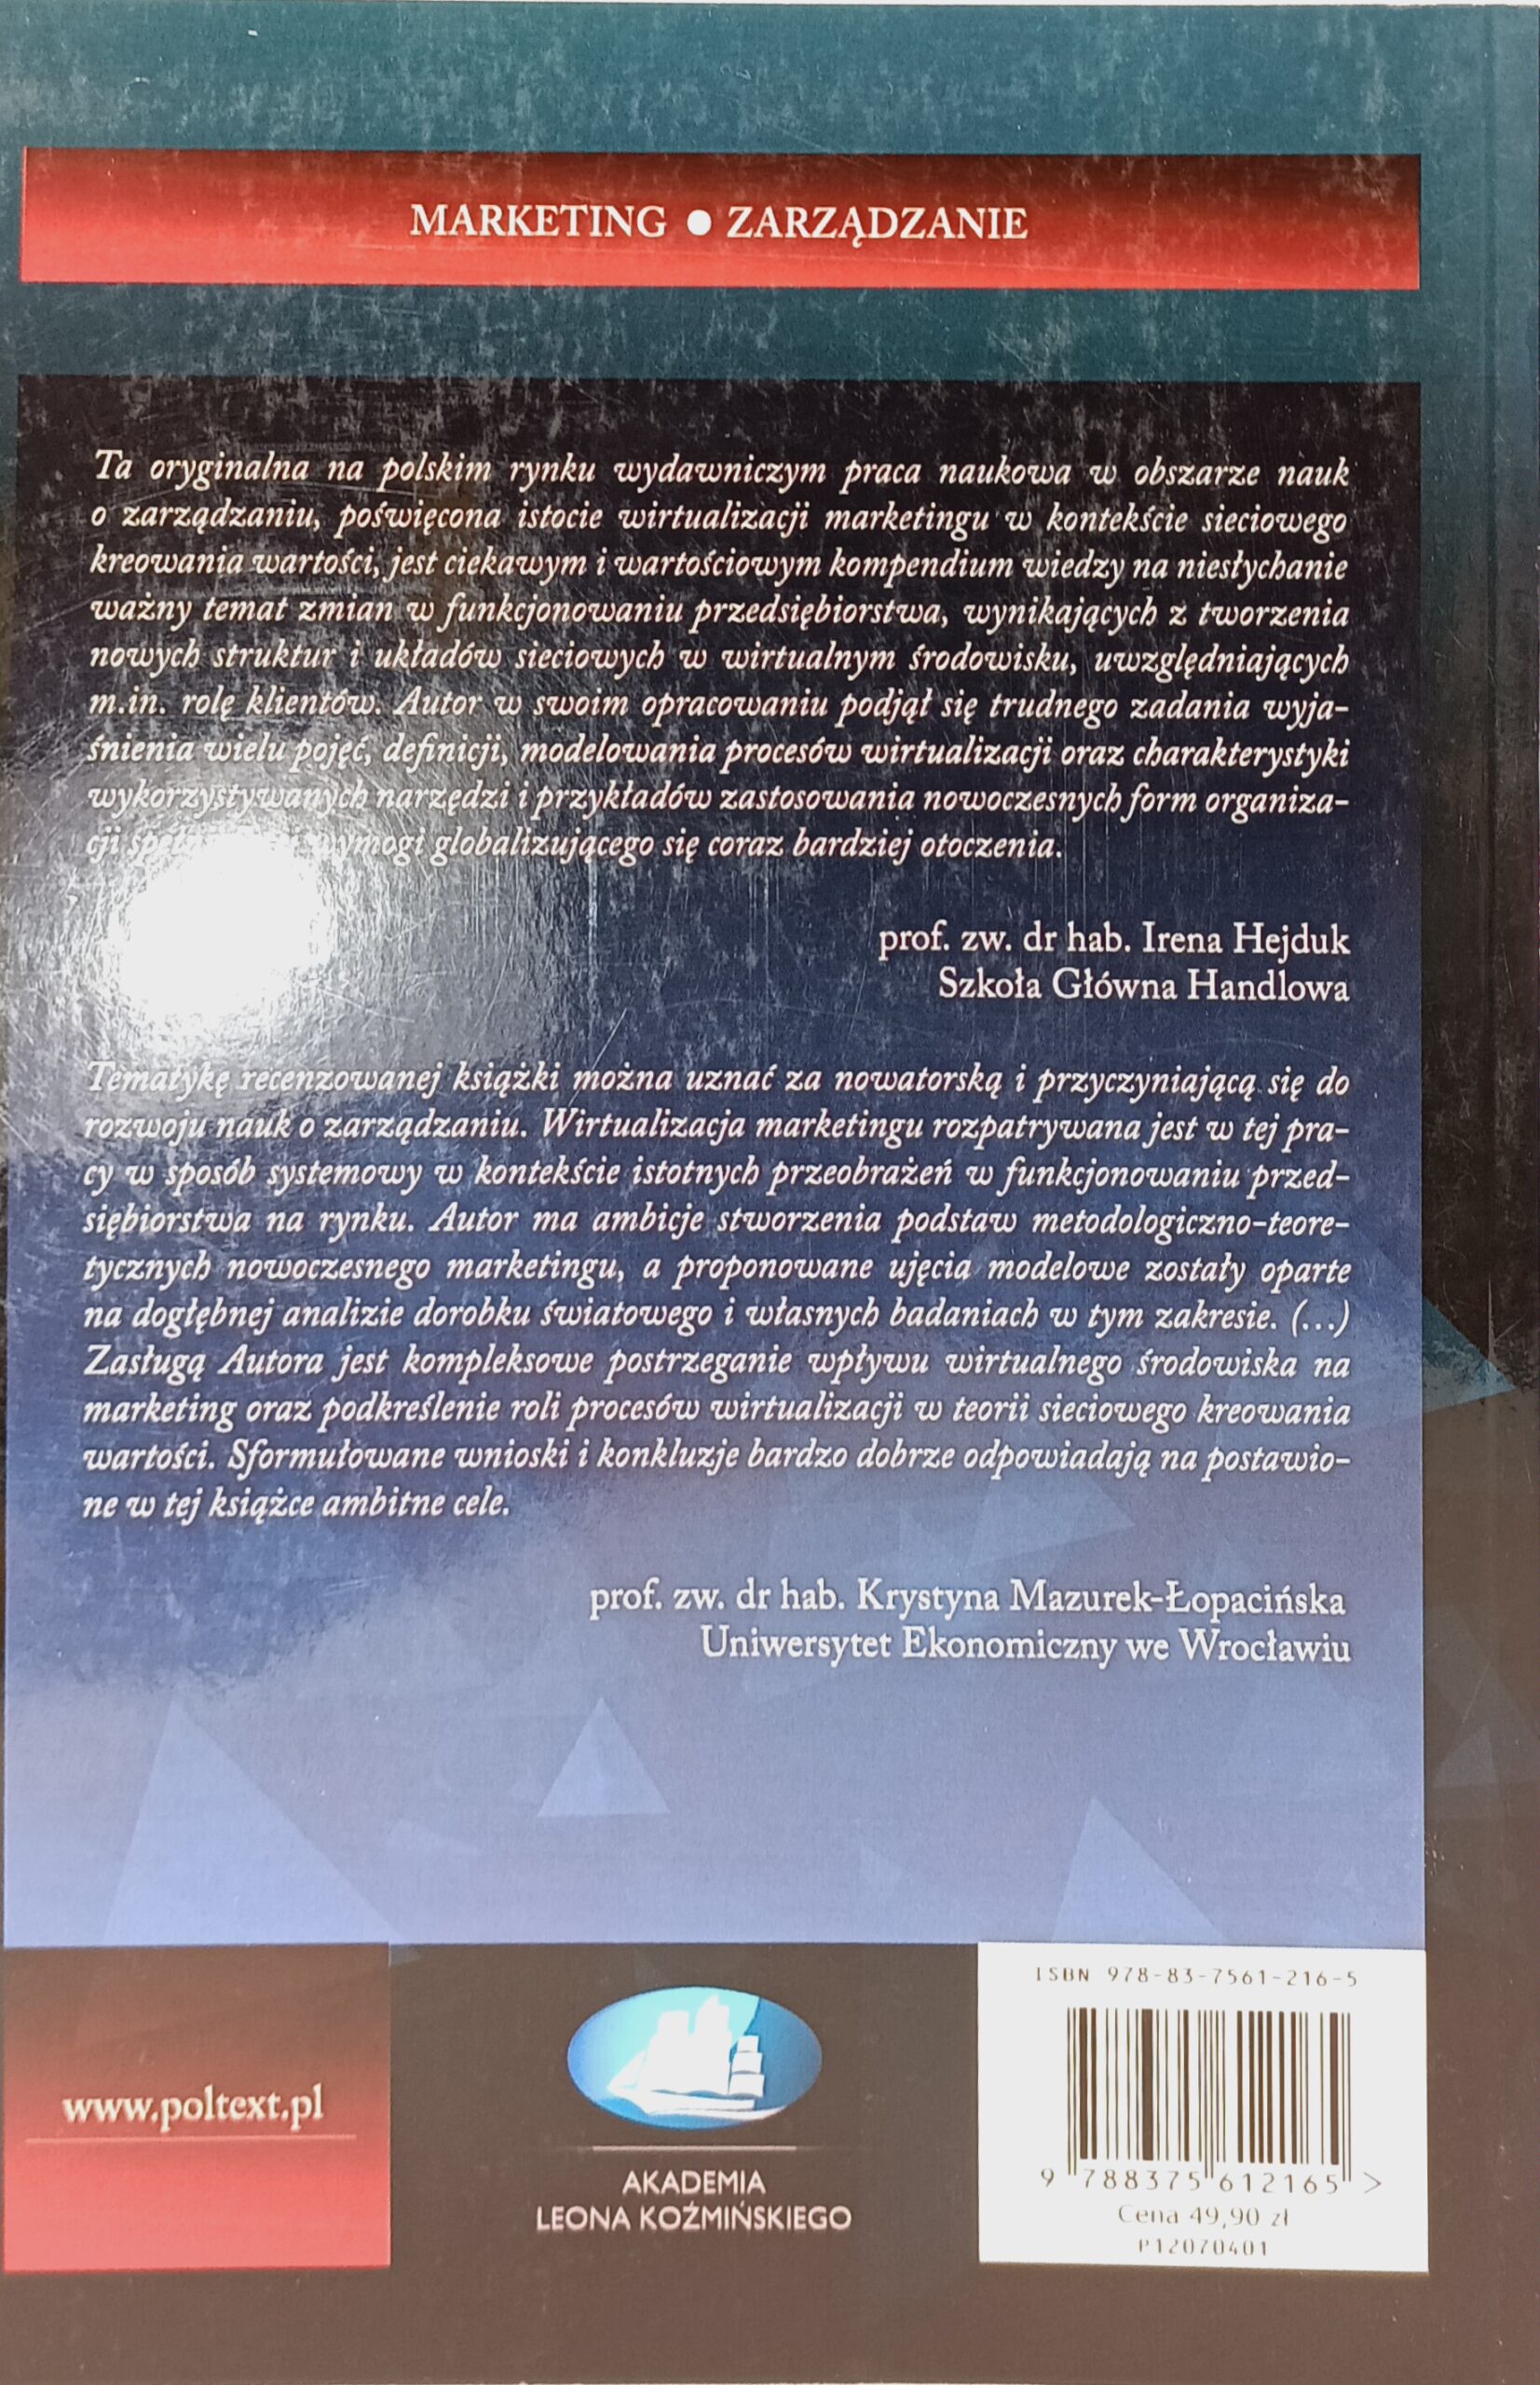 MARKETING ● ZARZĄDZANIE
Ta oryginalna na polskim rynku wydawniczym praca naukowa w obszarze nauk
o zarządzaniu, poświęcona istocie wirtualizacji marketingu w kontekście sieciowego
kreowania wartości, jest ciekawym i wartościowym kompendium wiedzy na niesłychanie
ważny temat zmian w funkcjonowaniu przedsiębiorstwa, wynikających z tworzenia
nowych struktur i układów sieciowych w wirtualnym środowisku, uwzględniających
m.in. rolę klientów. Autor w swoim opracowaniu podjął się trudnego zadania wyja-
śnienia wielu pojęć, definicji, modelowania procesów wirtualizacji oraz charakterystyki
wykorzystywanych narzędzi i przykładów zastosowania nowoczesnych form organiza-
cji wymogi globalizującego się coraz bardziej otoczenia.
prof. zw. dr hab. Irena Hejduk
Szkoła Główna Handlowa
Tematykę recenzowanej książki można uznać za nowatorską i przyczyniającą się do
rozwoju nauk o zarządzaniu. Wirtualizacja marketingu rozpatrywana jest w tej pra-
cy w sposób systemowy w kontekście istotnych przeobrażeń w funkcjonowaniu przed-
siębiorstwa na rynku. Autor ma ambicje stworzenia podstaw metodologiczno-teore-
tycznych nowoczesnego marketingu, a proponowane ujęcia modelowe zostały oparte
na dogłębnej analizie dorobku światowego i własnych badaniach w tym zakresie. (...)
Zasługą Autora jest kompleksowe postrzeganie wpływu wirtualnego środowiska na
marketing oraz podkreślenie roli procesów wirtualizacji w teorii sieciowego kreowania
wartości. Sformułowane wnioski i konkluzje bardzo dobrze odpowiadają na postawio-
ne w tej książce ambitne cele.
prof. zw. dr hab. Krystyna Mazurek-Łopacińska
Uniwersytet Ekonomiczny we Wrocławiu
www.poltext.pl
AKADEMIA
LEONA KOŹMIŃSKIEGO
ISBN 978-83-7561-216-5
9 788375 612165 >
Cena 49,90 zł
P12070401